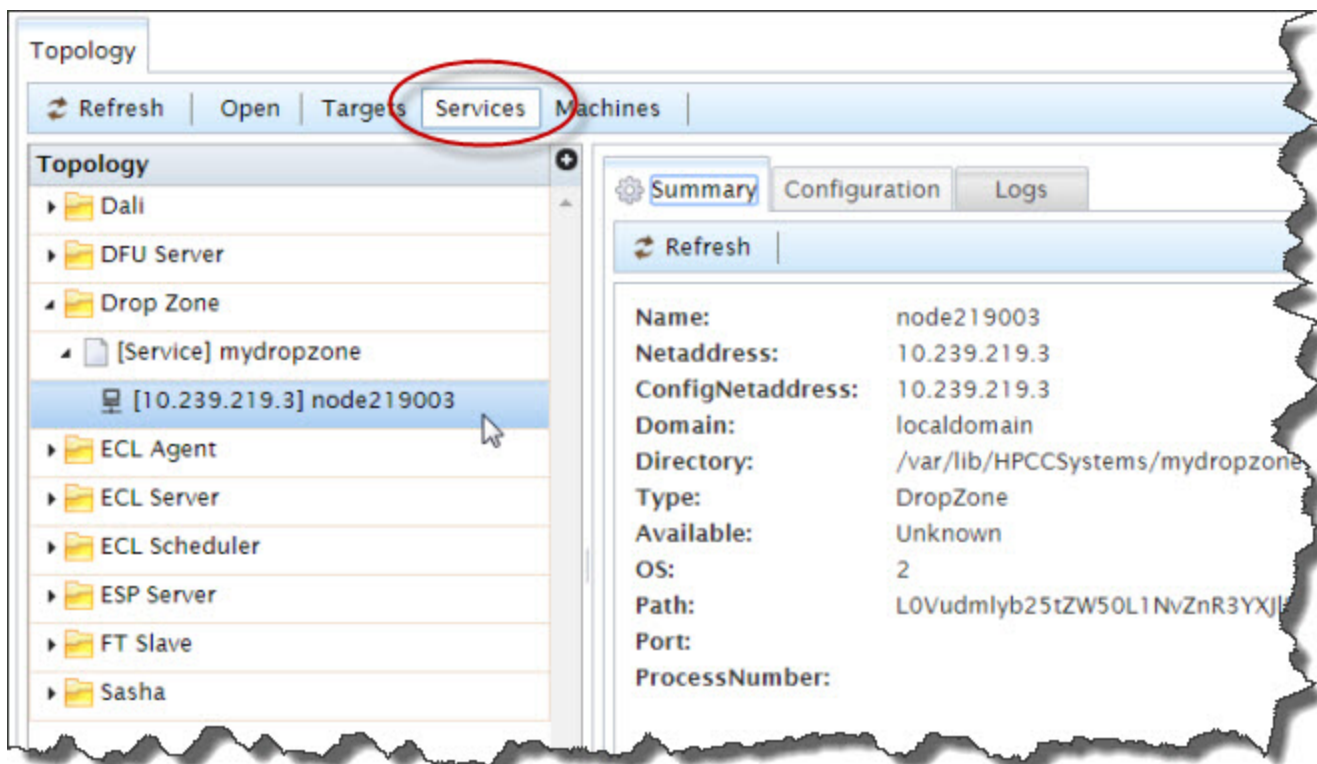 Topology
Refresh Open Targets Services Machines
Topology
Dali
DFU Server
Drop Zone
[Service] mydropzone
[10.239.219.3] node219003
ECL Agent
ECL Server
ECL Scheduler
ESP Server
FT Slave
Sasha
Summary Configuration Logs
Refresh
Name: node219003
Netaddress: 10.239.219.3
ConfigNetaddress: 10.239.219.3
Domain: localdomain
Directory: /var/lib/HPCCSystems/mydropzone
Type: DropZone
Available: Unknown
OS: 2
Path:
Port:
ProcessNumber: